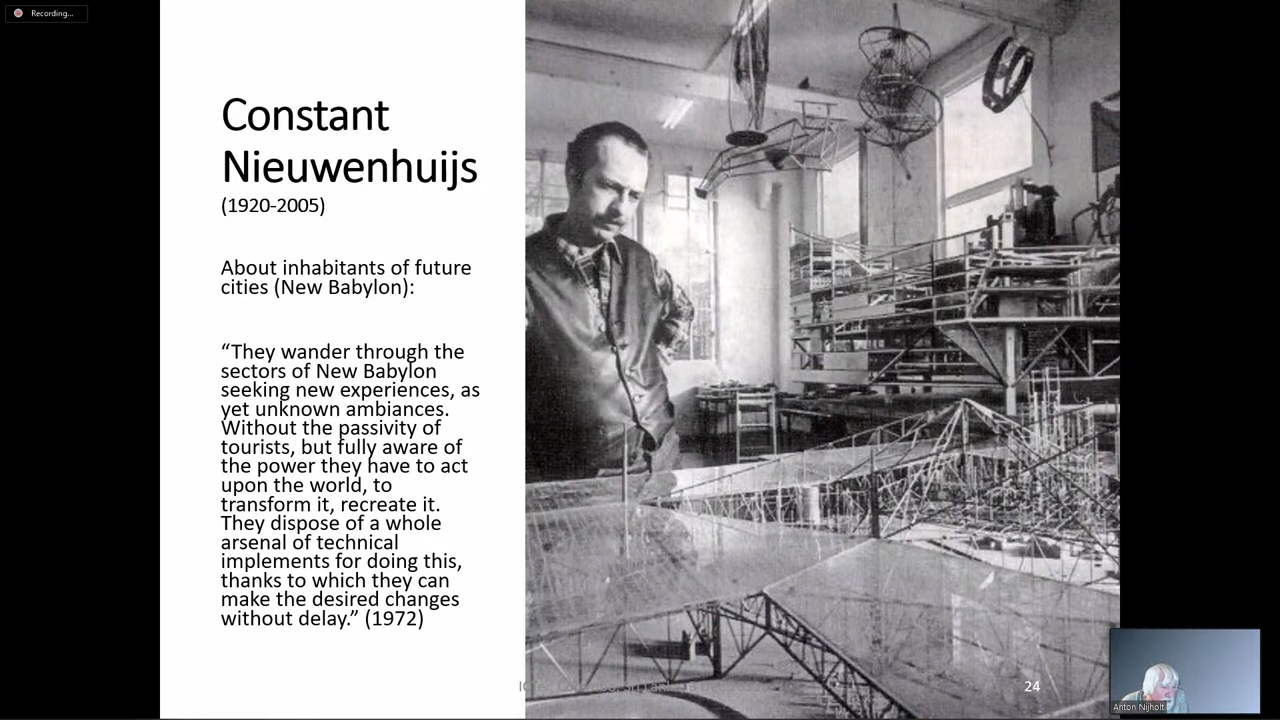 Recording...
Constant
Nieuwenhuijs
(1920-2005)
About inhabitants of future
cities (New Babylon):
“They wander through the
sectors of New Babylon
seeking new experiences, as
yet unknown ambiances.
Without the passivity of
tourists, but fully aware of
the power they have to act
upon the world, to
transform it, recreate it.
They dispose of a whole
arsenal of technical
implements for doing this,
thanks to which they can
make the desired changes
without delay.” (1972)
24
Anton Nijholt